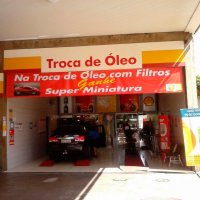 Troca de Óleo
Na Troca de Óleo com Filtros
Ganhe
Super Miniatura